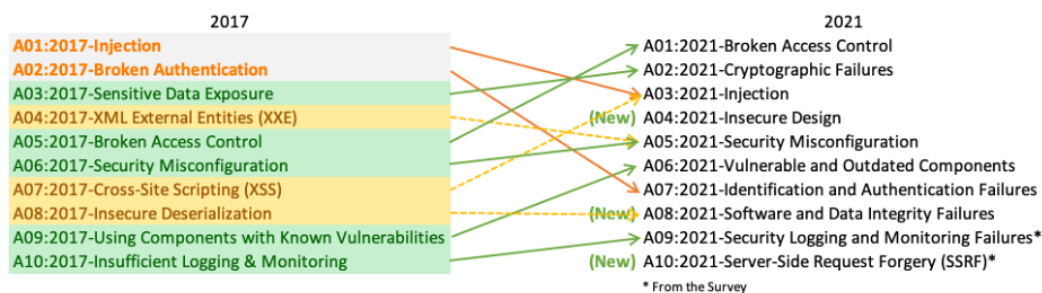 2017
A01:2017-Injection
A02:2017-Broken Authentication
A03:2017-Sensitive Data Exposure
A04:2017-XML External Entities (XXE)
A05:2017-Broken Access Control
A06:2017-Security Misconfiguration
A07:2017-Cross-Site Scripting (XSS)
A08:2017-Insecure Deserialization
A09:2017-Using Components with Known Vulnerabilities
A10:2017-Insufficient Logging & Monitoring
2021
A01:2021-Broken Access Control
A02:2021-Cryptographic Failures
A03:2021-Injection
(New) A04:2021-Insecure Design
A05:2021-Security Misconfiguration
A06:2021-Vulnerable and Outdated Components
A07:2021-Identification and Authentication Failures
(New) A08:2021-Software and Data Integrity Failures
A09:2021-Security Logging and Monitoring Failures*
(New) A10:2021-Server-Side Request Forgery (SSRF)*
* From the Survey